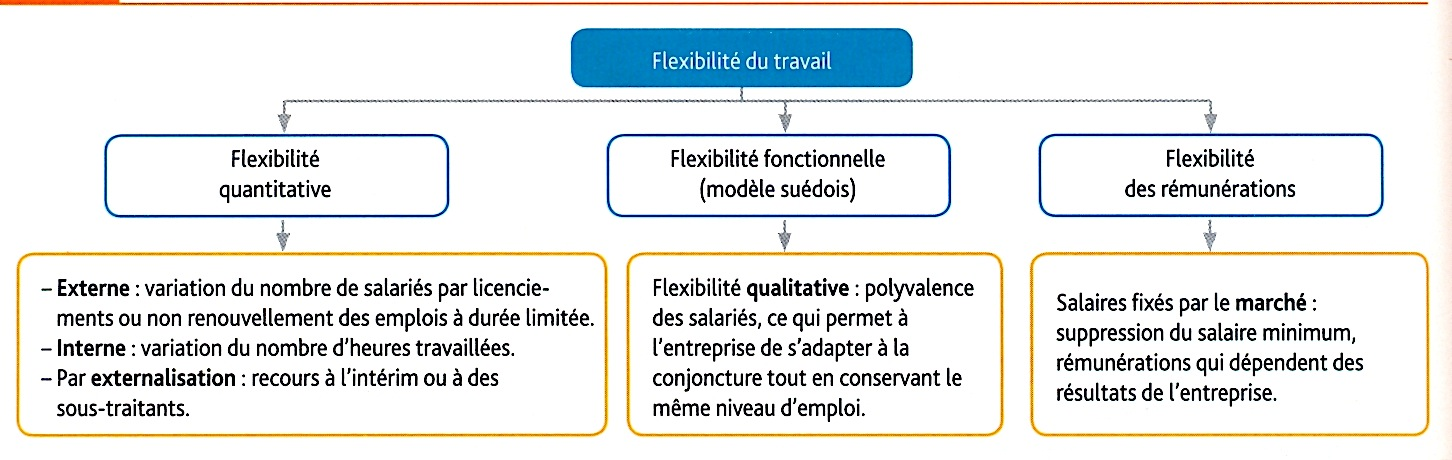 Flexibilité du travail
Flexibilité
quantitative
Flexibilité fonctionnelle
(modèle suédois)
Flexibilité
des rémunérations
– Externe : variation du nombre de salariés par licencie-
ments ou non renouvellement des emplois à durée limitée.
– Interne : variation du nombre d'heures travaillées.
– Par externalisation : recours à l'intérim ou à des
sous-traitants.
Flexibilité qualitative : polyvalence
des salariés, ce qui permet à
l'entreprise de s'adapter à la
conjoncture tout en conservant le
même niveau d'emploi.
Salaires fixés par le marché :
suppression du salaire minimum,
rémunérations qui dépendent des
résultats de l'entreprise.